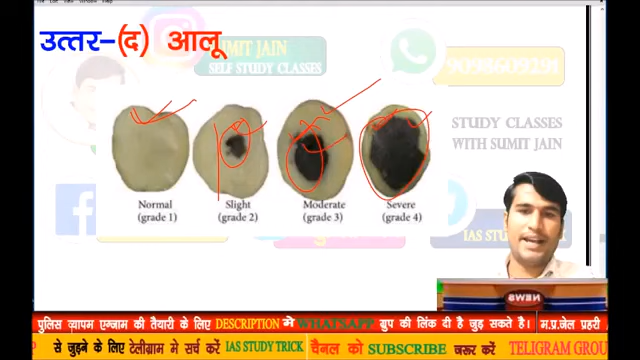 उत्तर-(द) आलू
SUMIT JAIN
SELF STUDY CLASSES
9098609291
STUDY CLASSES
WITH SUMIT JAIN
Normal
(grade 1)
Slight
(grade 2)
Moderate
(grade 3)
Severe
(grade 4)
IAS STUDY TRICK
NEWS
पुलिस व्यापम एग्जाम की तैयारी के लिए DESCRIPTION मे WHATSAPP ग्रुप की लिंक दी है जुड़ सकते है। म.प्र.जेल प्रहरी
से जुड़ने के लिए टेलीग्राम मे सर्च करें IAS STUDY TRICK चैनल को SUBSCRIBE जरूर करें TELIGRAM GROU